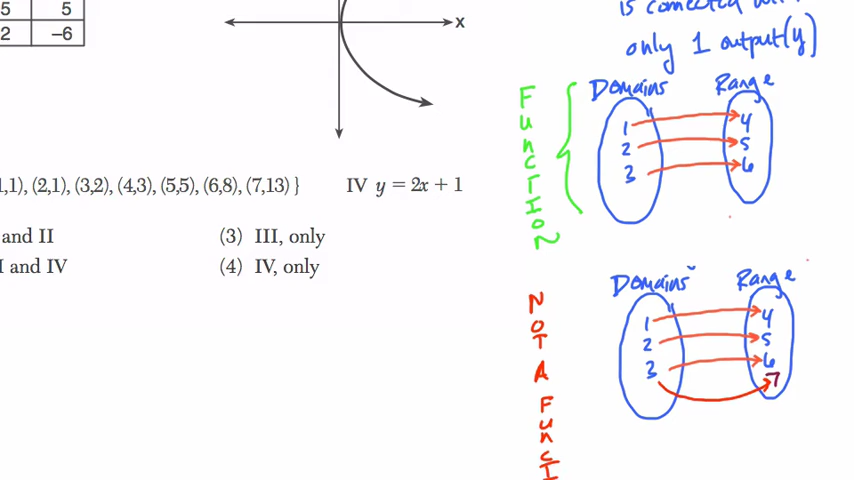 5 5
2 −6
x
is connected
only 1 output(y)
FUNCTION
Domains Range
1 4
2 5
3 6
1,1), (2,1), (3,2), (4,3), (5,5), (6,8), (7,13) } IV y = 2x + 1
and II (3) III, only
I and IV (4) IV, only
NOT A FUNCTI
Domains Range
1 4
2 5
3 6
7